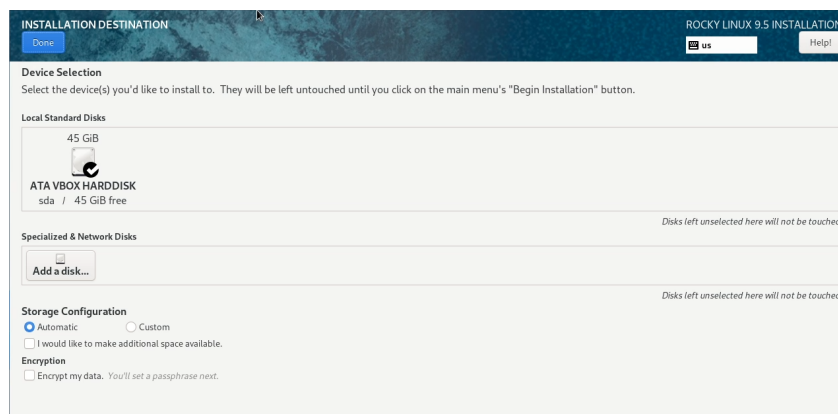 INSTALLATION DESTINATION
ROCKY LINUX 9.5 INSTALLATION
Done
us
Help!
Device Selection
Select the device(s) you'd like to install to. They will be left untouched until you click on the main menu's "Begin Installation" button.
Local Standard Disks
45 GiB
ATA VBOX HARDDISK
sda / 45 GiB free
Disks left unselected here will not be touched
Specialized & Network Disks
Add a disk...
Disks left unselected here will not be touched
Storage Configuration
Automatic Custom
I would like to make additional space available.
Encryption
Encrypt my data. You'll set a passphrase next.